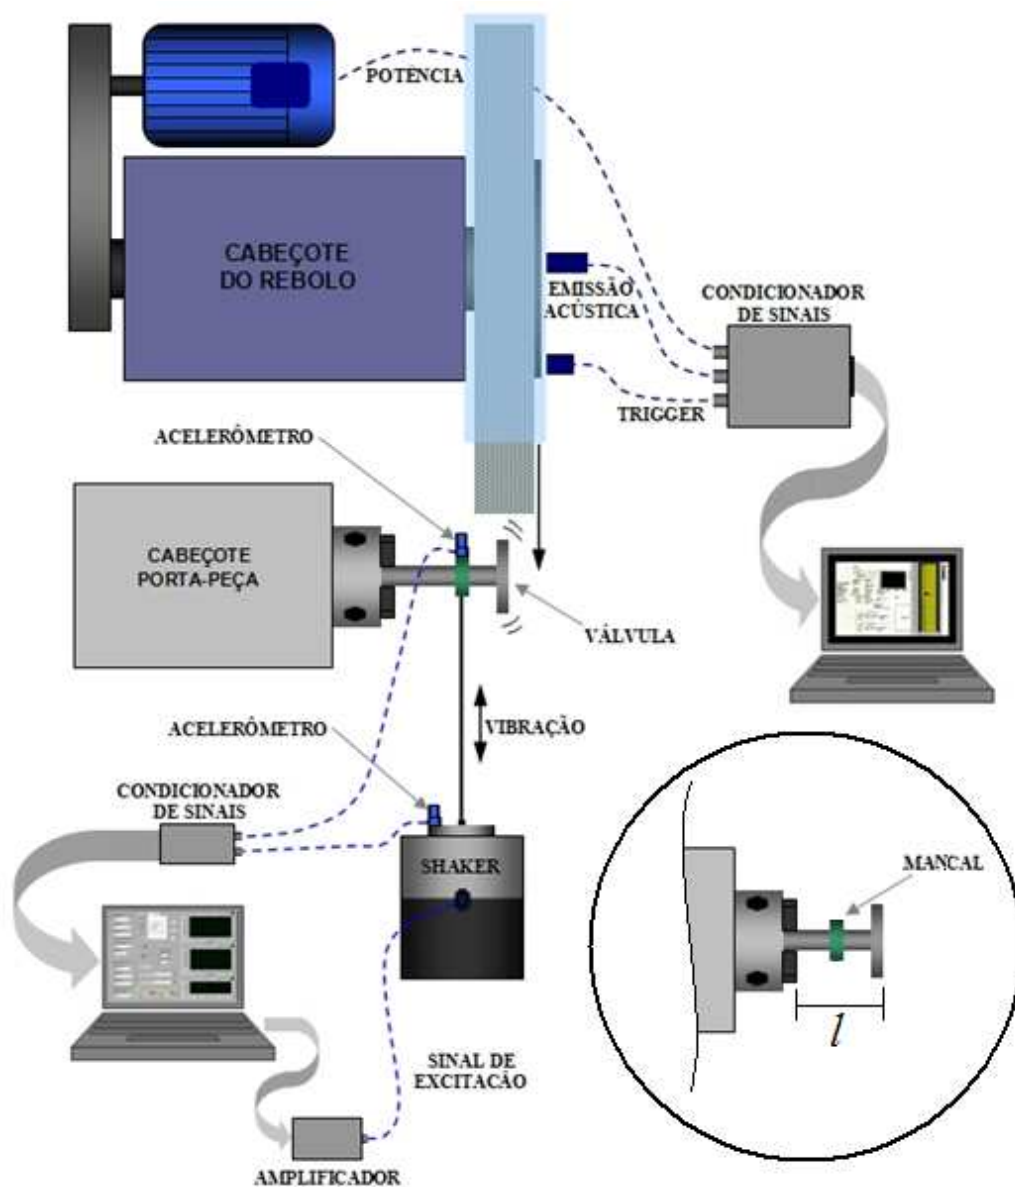 POTÊNCIA
CABEÇOTE
DO REBOLO
EMISSÃO
ACÚSTICA
CONDICIONADOR
DE SINAIS
TRIGGER
ACELERÔMETRO
CABEÇOTE
PORTA-PEÇA
VÁLVULA
VIBRAÇÃO
ACELERÔMETRO
CONDICIONADOR
DE SINAIS
SHAKER
MANCAL
l
SINAL DE
EXCITAÇÃO
AMPLIFICADOR